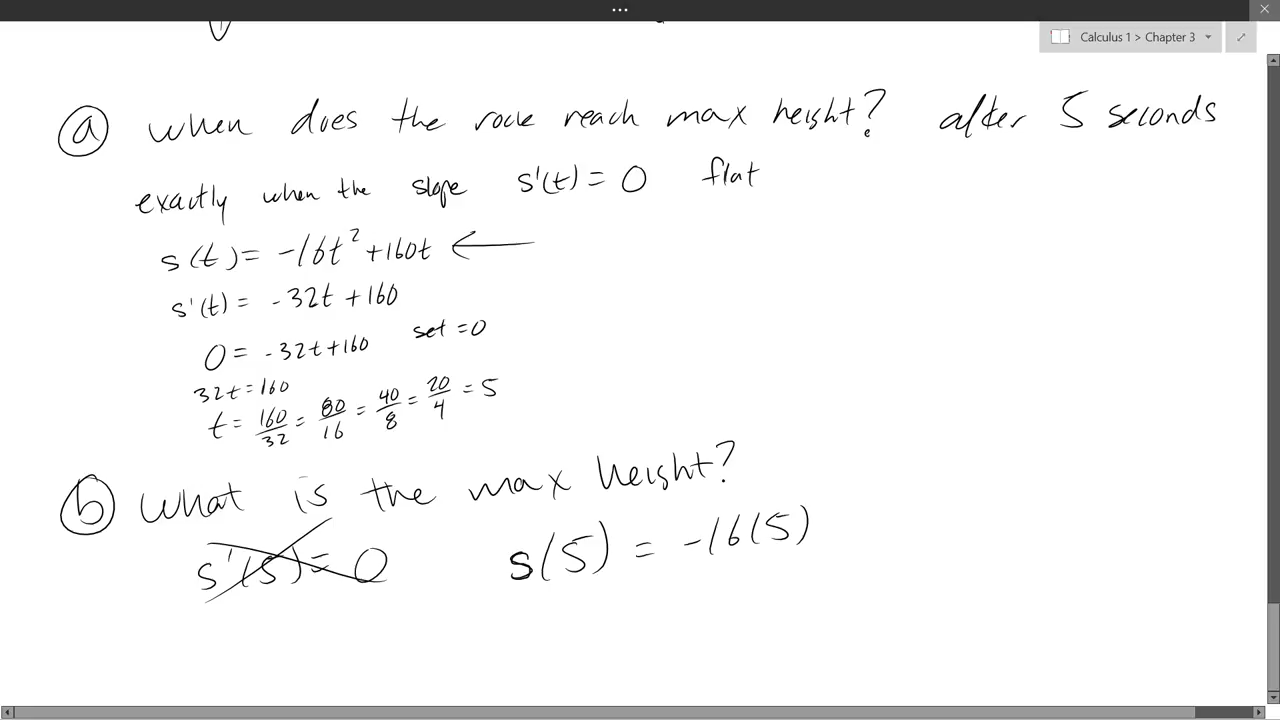 ...
Calculus 1 > Chapter 3
ⓐ when does the rock reach max height? after 5 seconds
exactly when the slope s'(t) = 0 flat
s(t) = -16t² +160t ←
s'(t) = -32t +160
0 = -32t+160 set =0
32t=160
t = 160/32 = 80/16 = 40/8 = 20/4 = 5
ⓑ what is the max height?
s'(5) = 0 s(5) = -16(5)